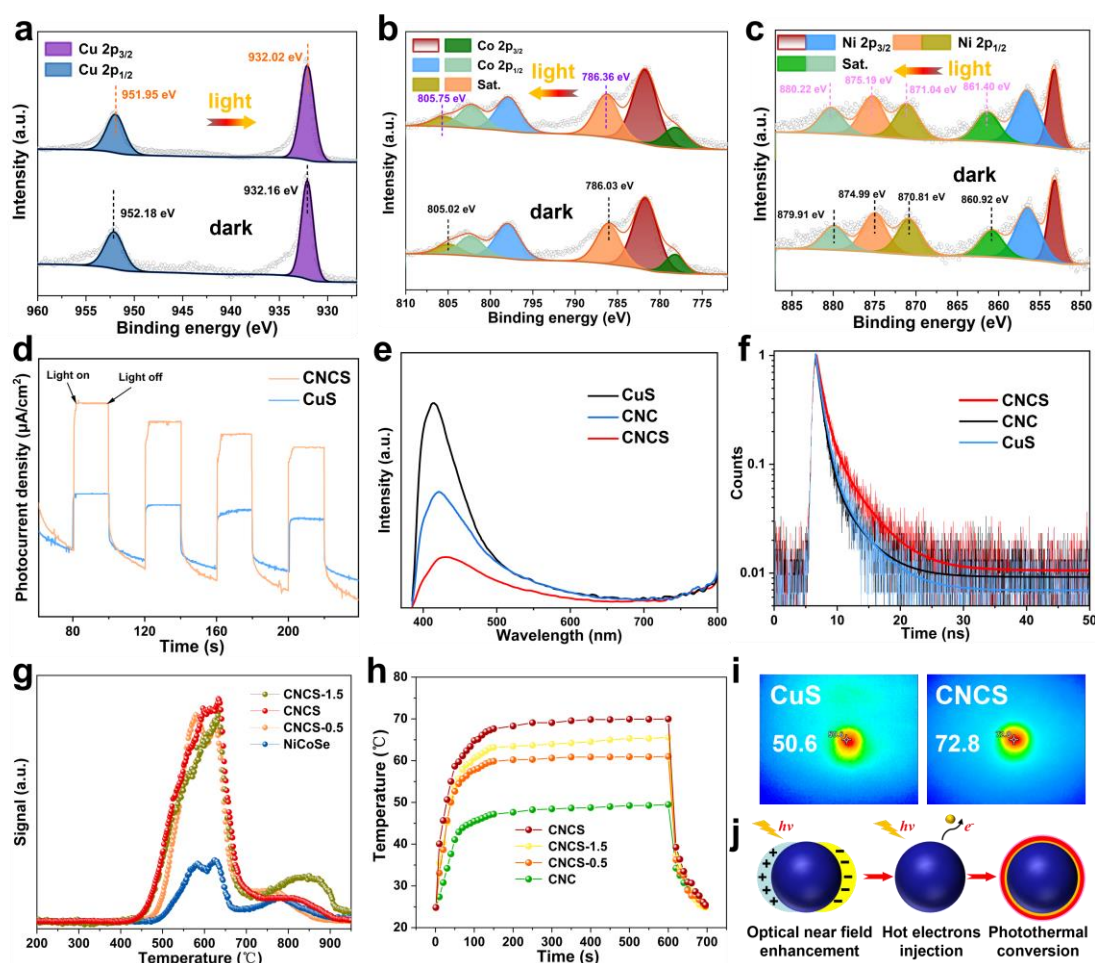 a
Cu 2p3/2
Cu 2p1/2
932.02 eV
951.95 eV
light
932.16 eV
952.18 eV
dark
Intensity (a.u.)
960 955 950 945 940 935 930
Binding energy (eV)
b
Co 2p3/2
Co 2p1/2
Sat.
light
786.36 eV
805.75 eV
dark
786.03 eV
805.02 eV
Intensity (a.u.)
810 805 800 795 790 785 780 775
Binding energy (eV)
c
Ni 2p3/2
Ni 2p1/2
Sat.
light
875.19 eV
880.22 eV
871.04 eV
861.40 eV
dark
874.99 eV
870.81 eV
860.92 eV
879.91 eV
Intensity (a.u.)
880 875 870 865 860 855 850
Binding energy (eV)
d
Light on
Light off
CNCS
CuS
Photocurrent density (μA/cm2)
80 120 160 200
Time (s)
e
CuS
CNC
CNCS
Intensity (a.u.)
400 500 600 700 800
Wavelength (nm)
f
1
0.1
0.01
CNCS
CNC
CuS
Counts
0 10 20 30 40 50
Time (ns)
g
CNCS-1.5
CNCS
CNCS-0.5
NiCoSe
Signal (a.u.)
200 300 400 500 600 700 800 900
Temperature (℃)
h
80
70
60
50
40
30
20
CNCS
CNCS-1.5
CNCS-0.5
CNC
Temperature (℃)
0 100 200 300 400 500 600 700
Time (s)
i
CuS
50.6
CNCS
72.8
j
hv
hv
e-
+ + + +
− − − −
Optical near field
enhancement
Hot electrons
injection
Photothermal
conversion